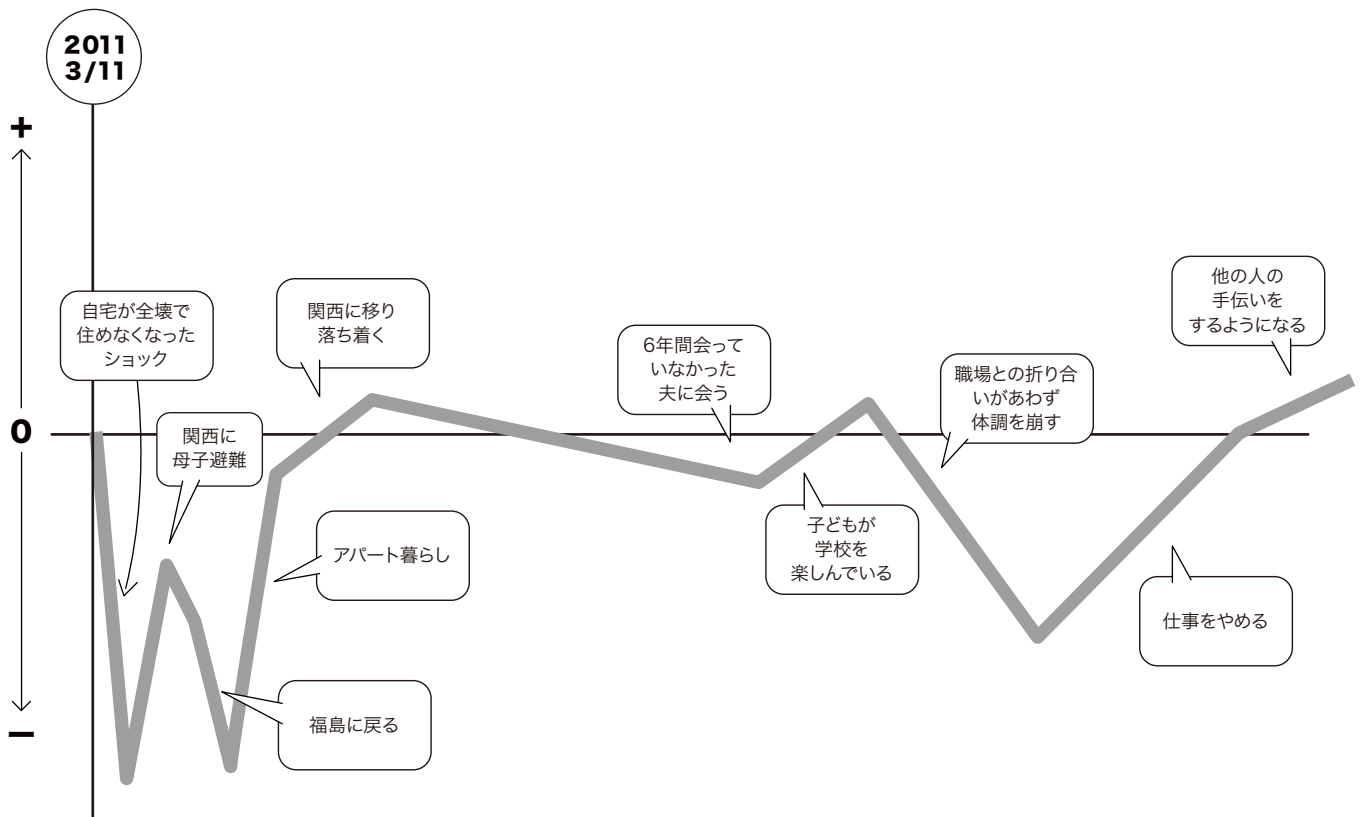 2011
3/11
+
0
−
自宅が全壊で
住めなくなった
ショック
関西に
母子避難
福島に戻る
アパート暮らし
関西に移り
落ち着く
6年間会って
いなかった
夫に会う
子どもが
学校を
楽しんでいる
職場との折り合
いがあわず
体調を崩す
仕事をやめる
他の人の
手伝いを
するようになる